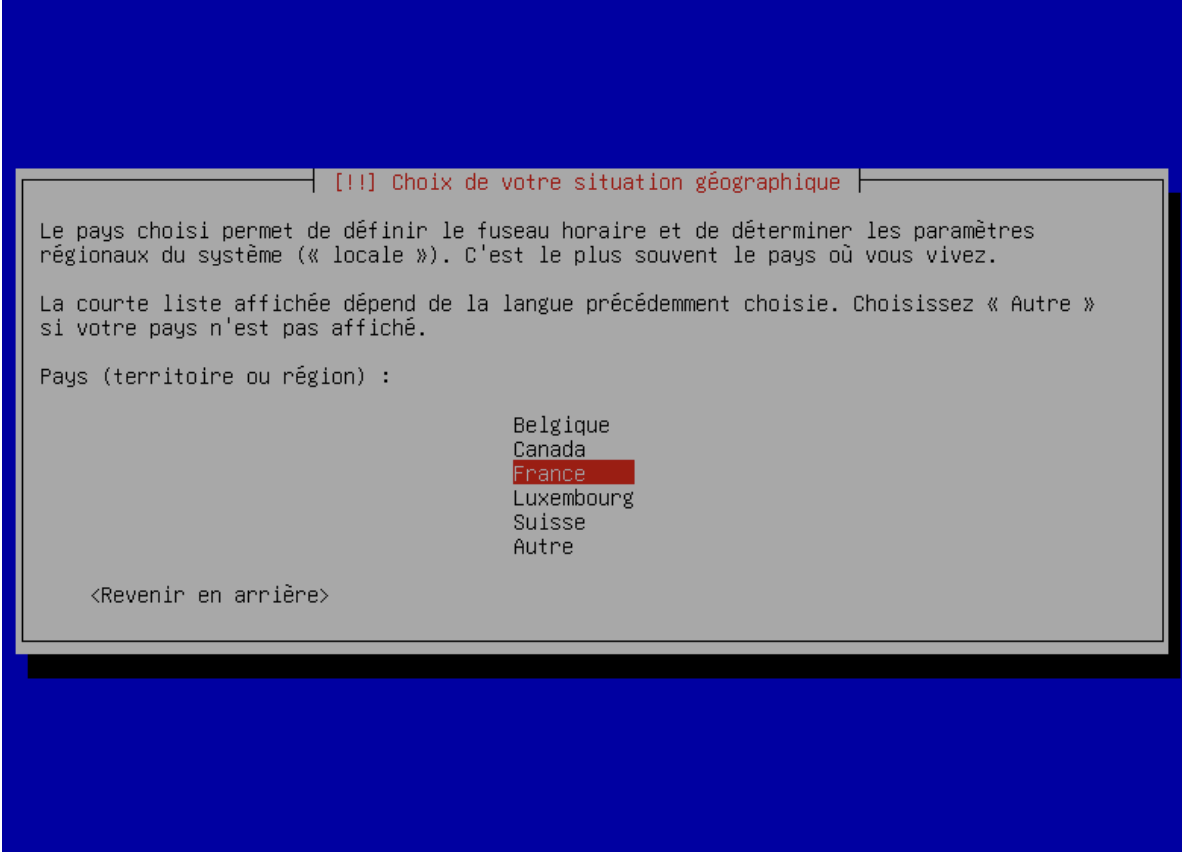 [!!] Choix de votre situation géographique
Le pays choisi permet de définir le fuseau horaire et de déterminer les paramètres
régionaux du système (« locale »). C'est le plus souvent le pays où vous vivez.
La courte liste affichée dépend de la langue précédemment choisie. Choisissez « Autre »
si votre pays n'est pas affiché.
Pays (territoire ou région) :
Belgique
Canada
France
Luxembourg
Suisse
Autre
<Revenir en arrière>